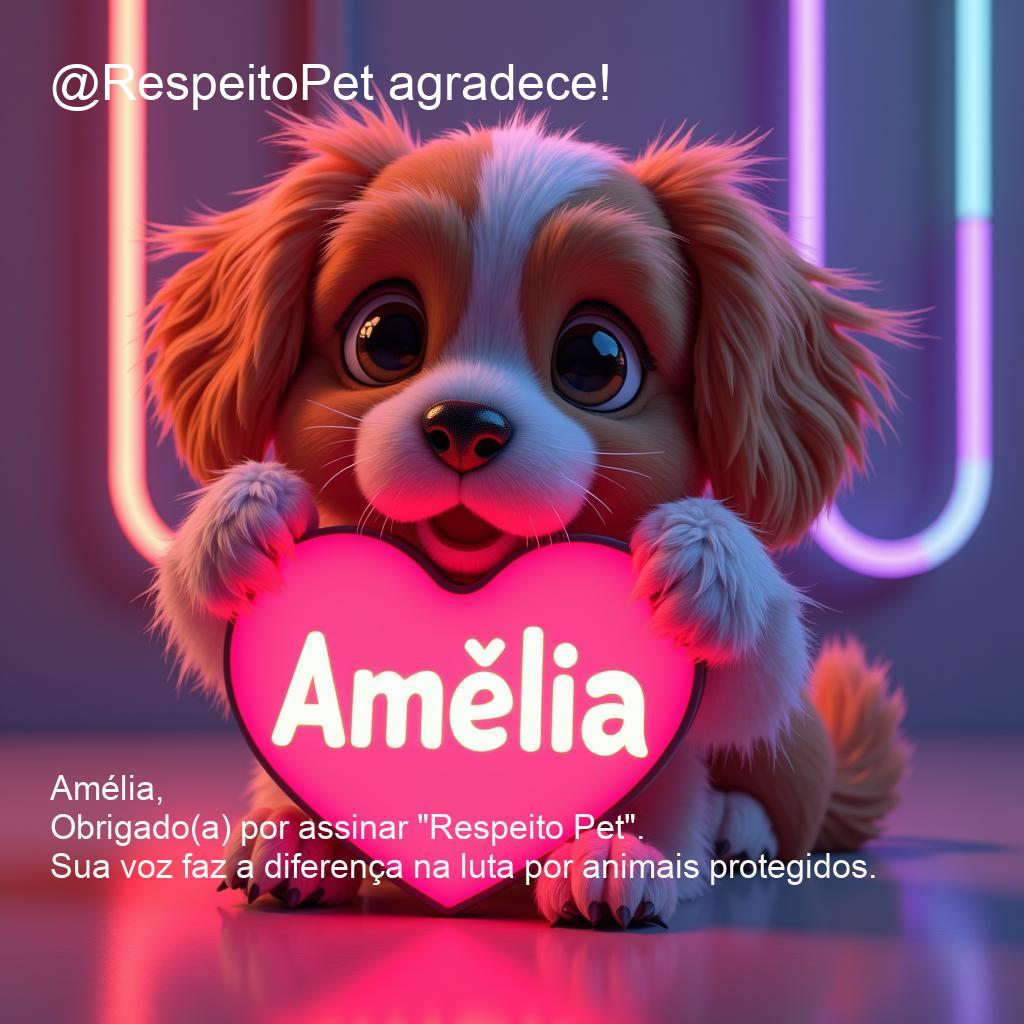 @RespeitoPet agradece!
Amělia
Amélia,
Obrigado(a) por assinar "Respeito Pet".
Sua voz faz a diferença na luta por animais protegidos.